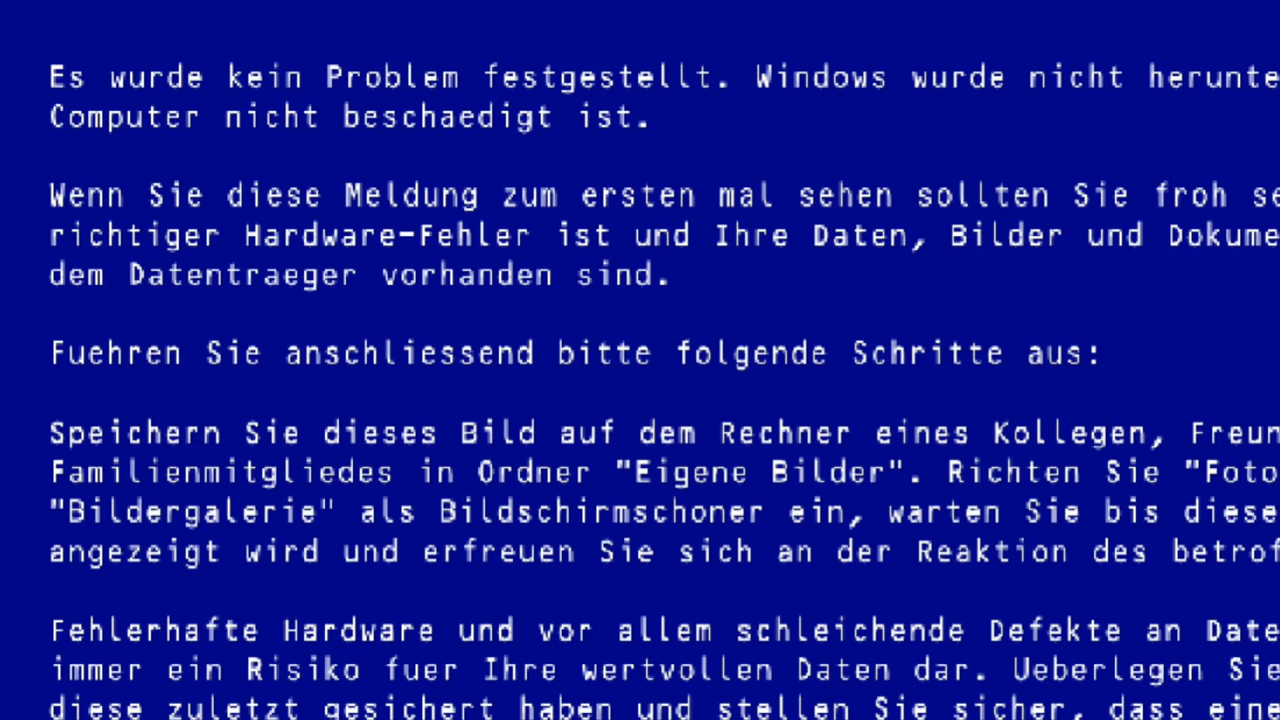 Es wurde kein Problem festgestellt. Windows wurde nicht herunte
Computer nicht beschaedigt ist.
Wenn Sie diese Meldung zum ersten mal sehen sollten Sie froh se
richtiger Hardware-Fehler ist und Ihre Daten, Bilder und Dokume
dem Datentraeger vorhanden sind.
Fuehren Sie anschliessend bitte folgende Schritte aus:
Speichern Sie dieses Bild auf dem Rechner eines Kollegen, Freun
Familienmitgliedes in Ordner "Eigene Bilder". Richten Sie "Foto
"Bildergalerie" als Bildschirmschoner ein, warten Sie bis diese
angezeigt wird und erfreuen Sie sich an der Reaktion des betrof
Fehlerhafte Hardware und vor allem schleichende Defekte an Date
immer ein Risiko fuer Ihre wertvollen Daten dar. Ueberlegen Sie
diese zuletzt gesichert haben und stellen Sie sicher, dass eine